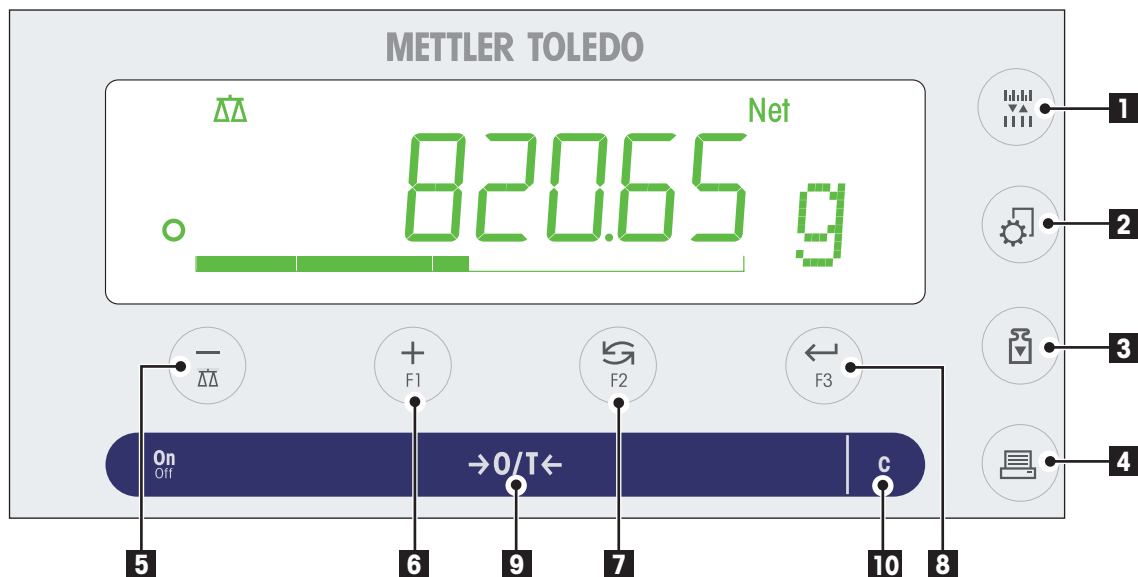 METTLER TOLEDO
Net
820.65 g
1
2
3
4
F1
F2
F3
On
Off
→0/T←
C
5
6
9
7
10
8